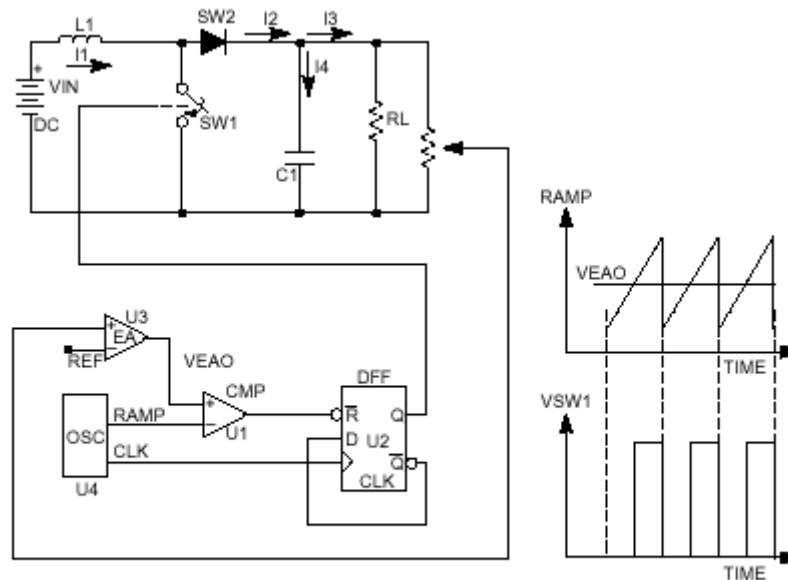 SW2
L1
I1
I2
I3
I4
VIN
DC
SW1
RL
C1
RAMP
VEAO
TIME
U3
+
EA
−
REF
VEAO
DFF
CMP
+
−
U1
R
Q
D
U2
Q
CLK
OSC
RAMP
CLK
U4
VSW1
TIME